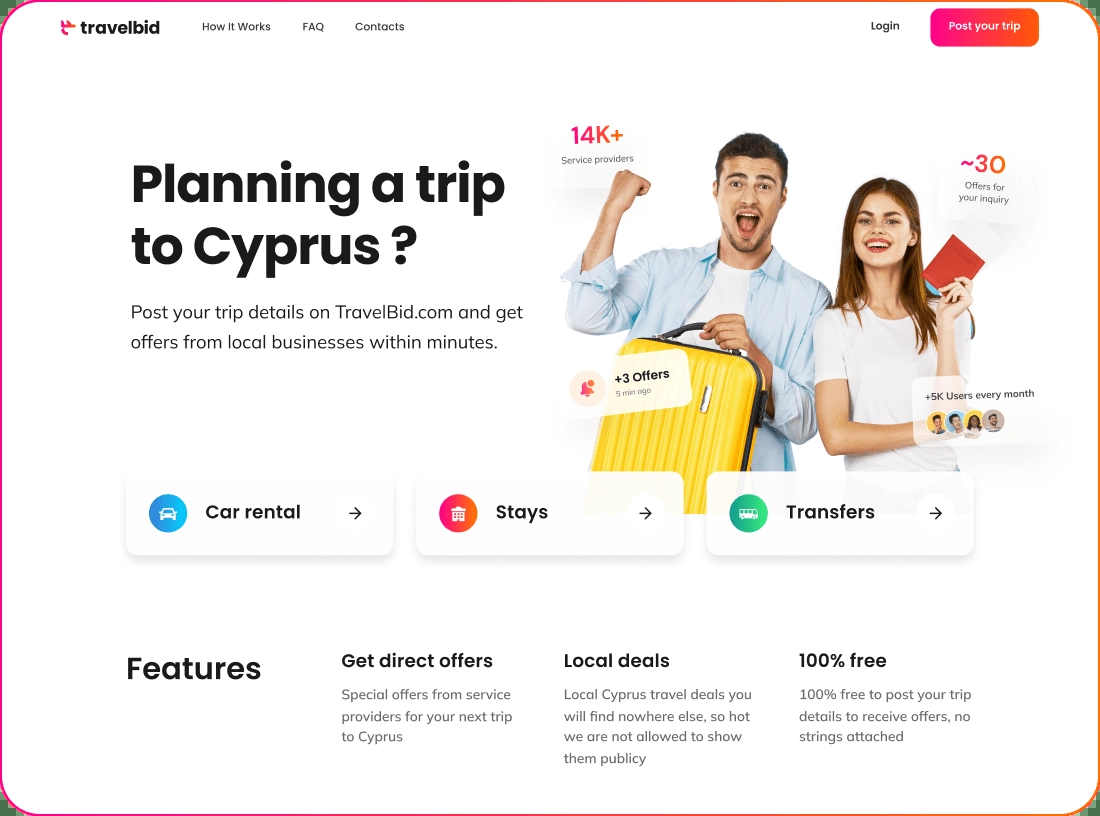 travelbid
How It Works
FAQ
Contacts
Login
Post your trip
Planning a trip
to Cyprus ?
Post your trip details on TravelBid.com and get
offers from local businesses within minutes.
14K+
Service providers
~30
Offers for
your inquiry
+3 Offers
5 min ago
+5K Users every month
Car rental
Stays
Transfers
Features
Get direct offers
Special offers from service
providers for your next trip
to Cyprus
Local deals
Local Cyprus travel deals you
will find nowhere else, so hot
we are not allowed to show
them publicy
100% free
100% free to post your trip
details to receive offers, no
strings attached